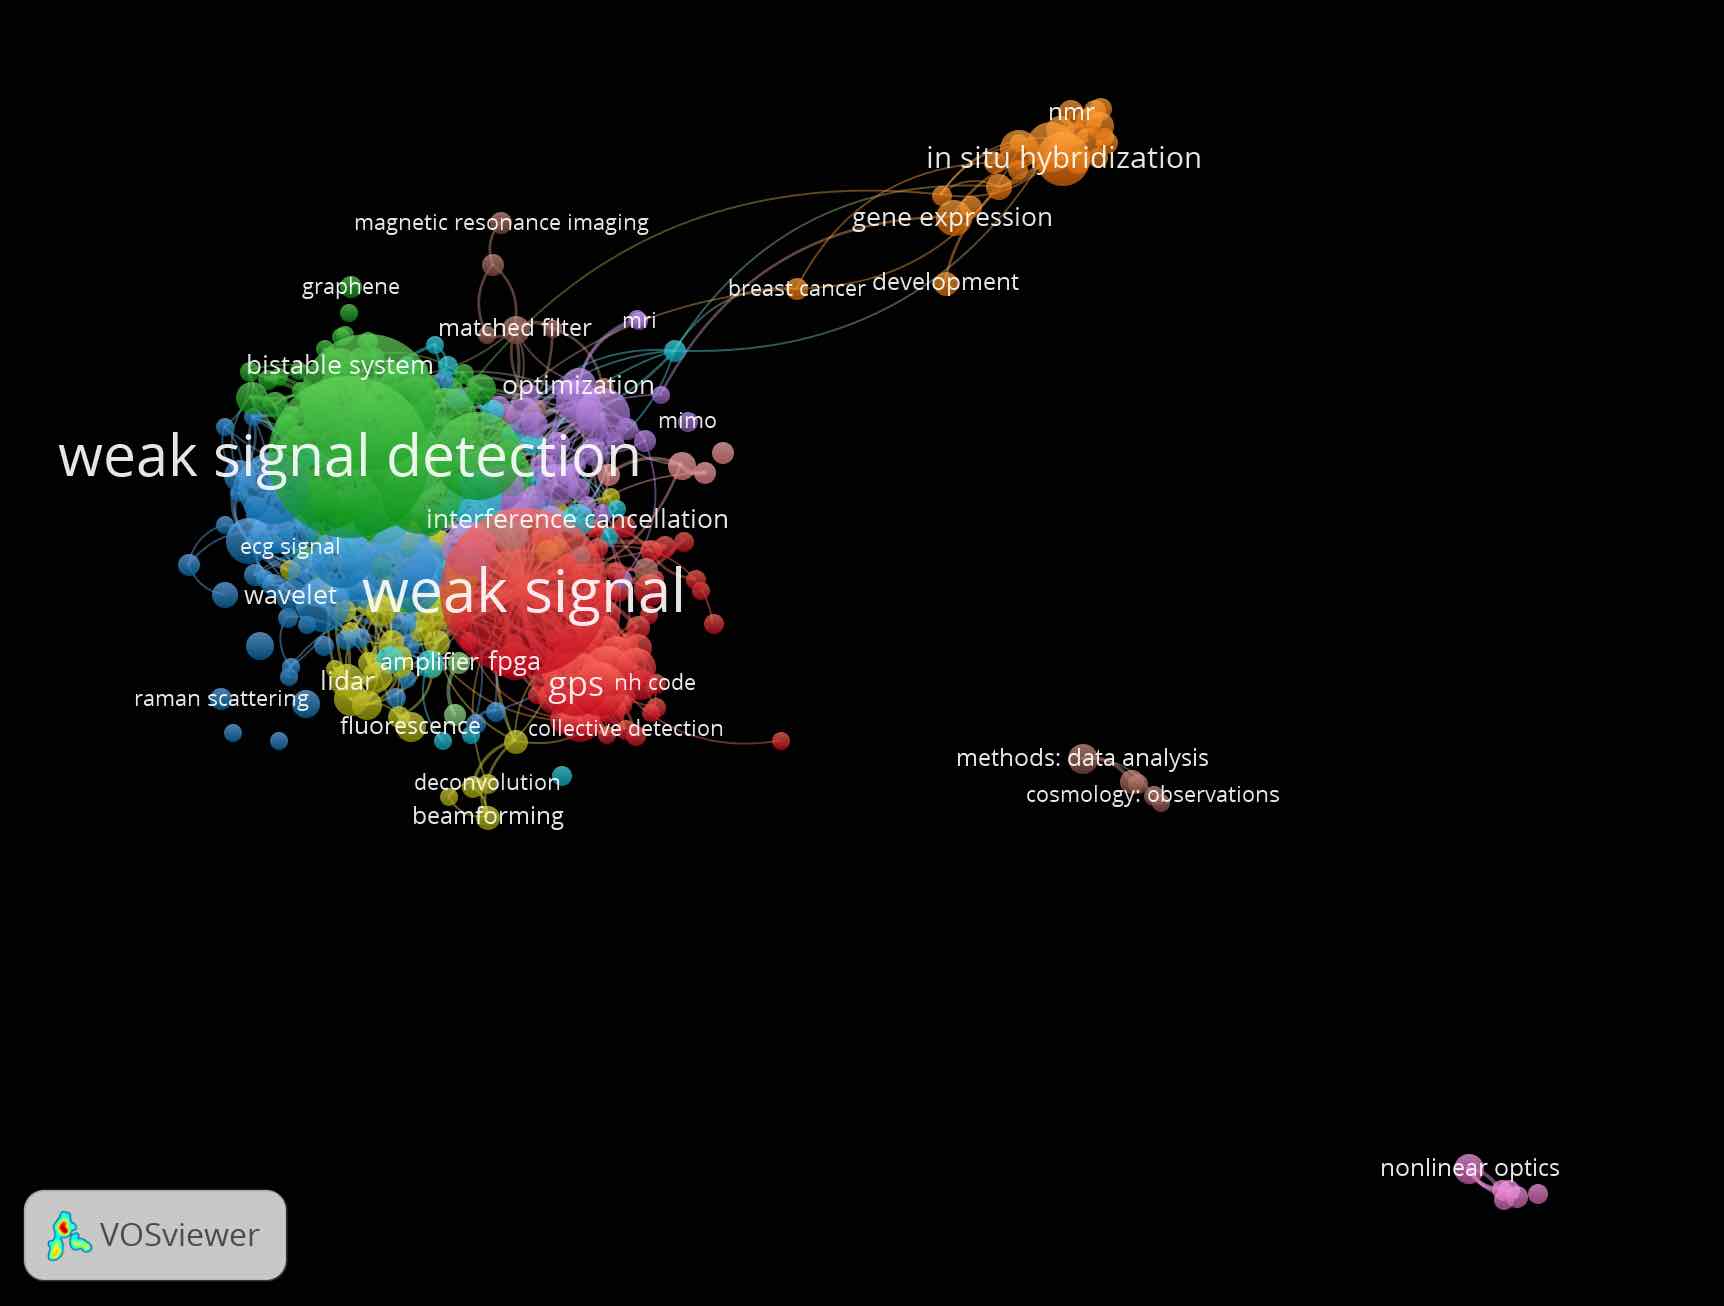 nmr
in situ hybridization
gene expression
magnetic resonance imaging
development
graphene
breast cancer
matched filter
mri
bistable system
optimization
mimo
weak signal detection
interference cancellation
ecg signal
weak signal
wavelet
amplifier
fpga
lidar
gps
nh code
raman scattering
fluorescence
collective detection
methods: data analysis
deconvolution
cosmology: observations
beamforming
nonlinear optics
VOSviewer